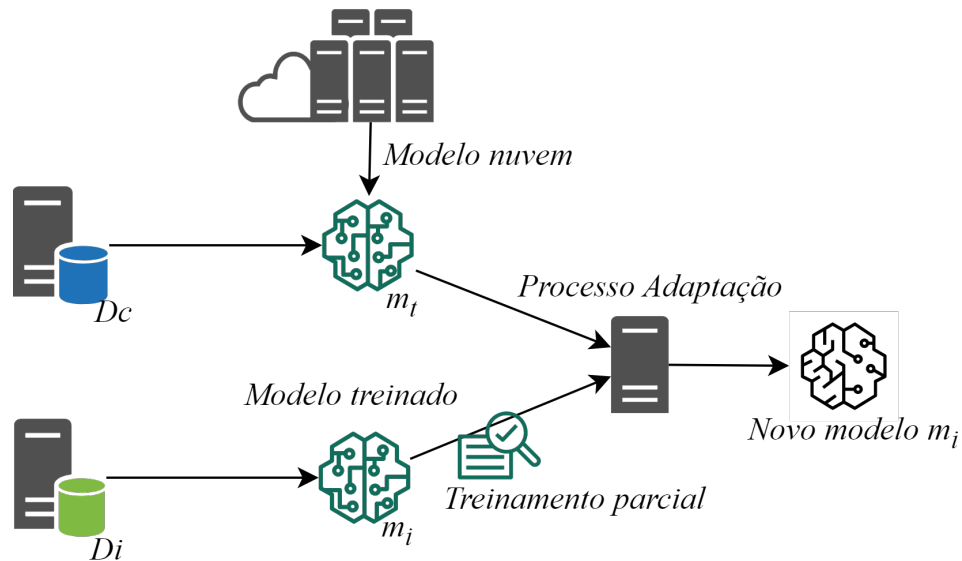 Modelo nuvem
Dc
m_t
Processo Adaptação
Modelo treinado
Novo modelo m_i
Treinamento parcial
Di
m_i